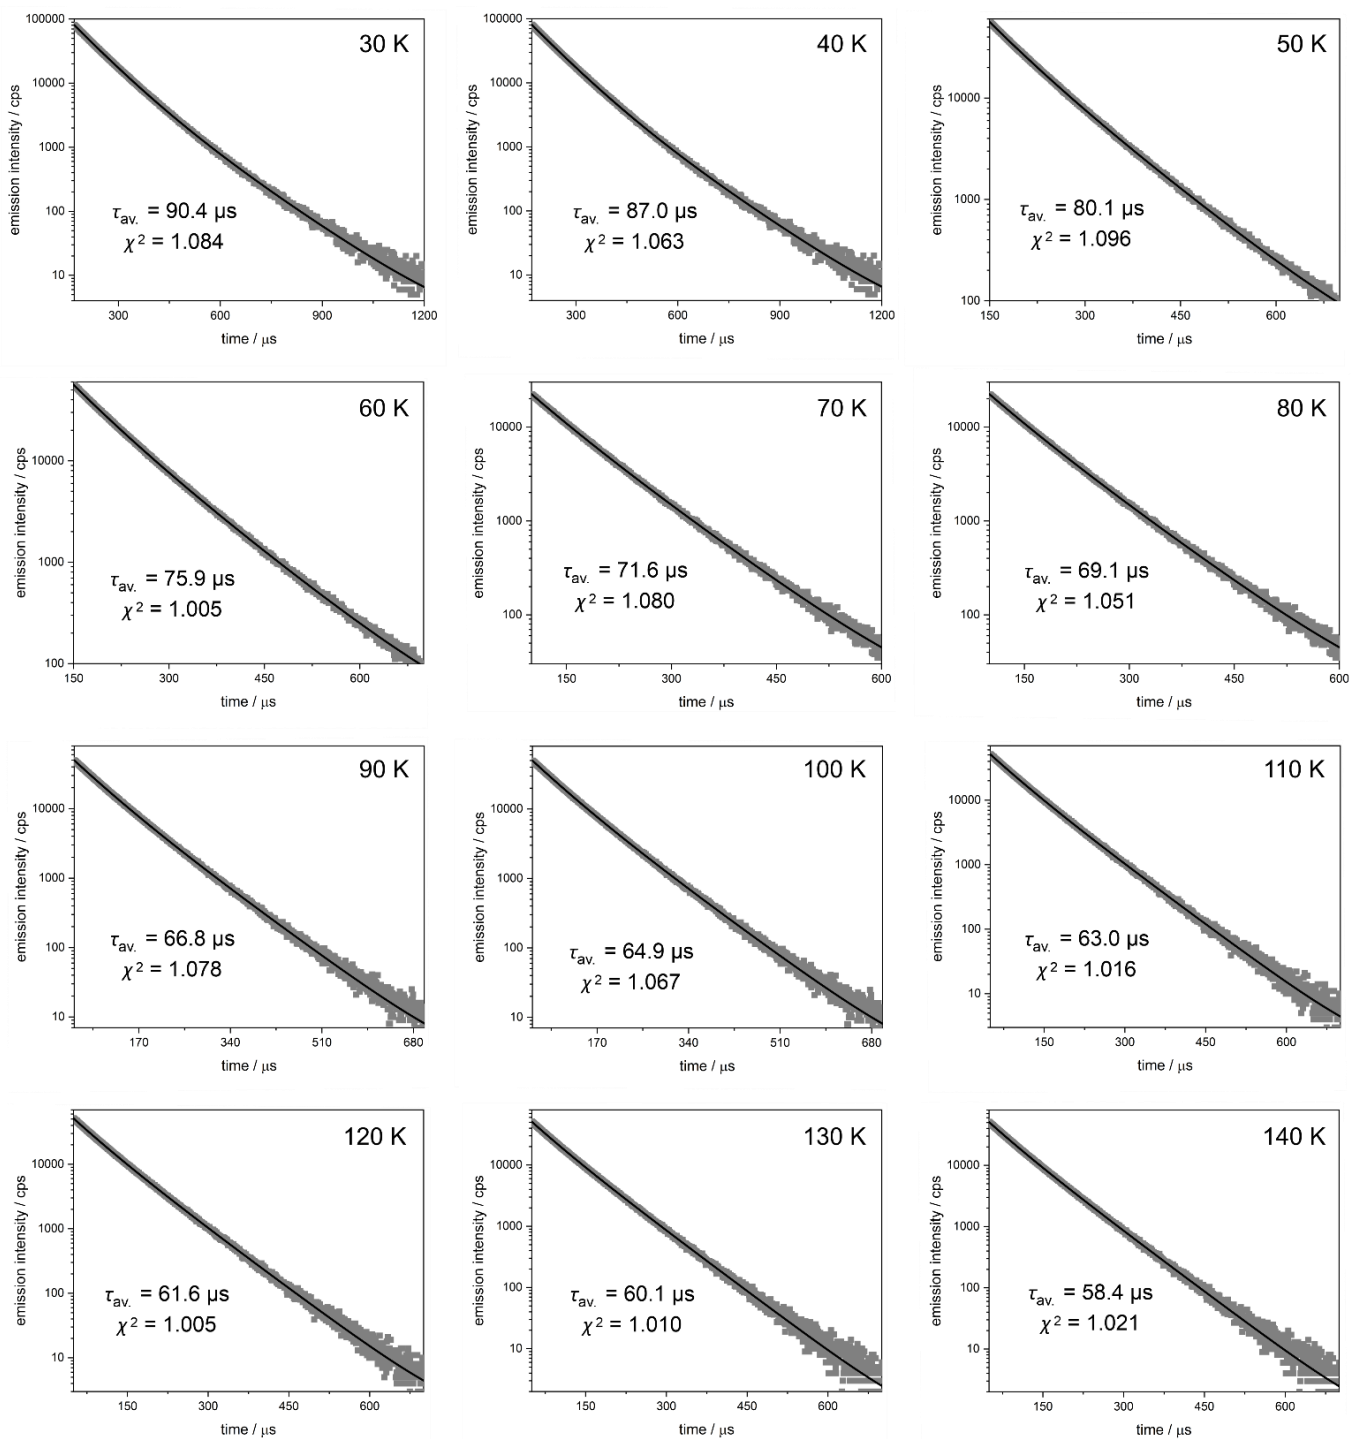 30 K
emission intensity / cps
100000
10000
1000
100
10
τav. = 90.4 μs
χ² = 1.084
300 600 900 1200
time / μs
40 K
emission intensity / cps
100000
10000
1000
100
10
τav. = 87.0 μs
χ² = 1.063
300 600 900 1200
time / μs
50 K
emission intensity / cps
10000
1000
100
τav. = 80.1 μs
χ² = 1.096
150 300 450 600
time / μs
60 K
emission intensity / cps
10000
1000
100
τav. = 75.9 μs
χ² = 1.005
150 300 450 600
time / μs
70 K
emission intensity / cps
10000
1000
100
τav. = 71.6 μs
χ² = 1.080
150 300 450 600
time / μs
80 K
emission intensity / cps
10000
1000
100
τav. = 69.1 μs
χ² = 1.051
150 300 450 600
time / μs
90 K
emission intensity / cps
10000
1000
100
10
τav. = 66.8 μs
χ² = 1.078
170 340 510 680
time / μs
100 K
emission intensity / cps
10000
1000
100
10
τav. = 64.9 μs
χ² = 1.067
170 340 510 680
time / μs
110 K
emission intensity / cps
10000
1000
100
10
τav. = 63.0 μs
χ² = 1.016
150 300 450 600
time / μs
120 K
emission intensity / cps
10000
1000
100
10
τav. = 61.6 μs
χ² = 1.005
150 300 450 600
time / μs
130 K
emission intensity / cps
10000
1000
100
10
τav. = 60.1 μs
χ² = 1.010
150 300 450 600
time / μs
140 K
emission intensity / cps
10000
1000
100
10
τav. = 58.4 μs
χ² = 1.021
150 300 450 600
time / μs